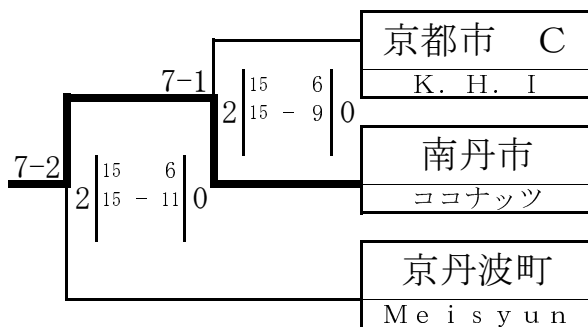 京都市　C
K. H. I
7-1
2 15 6 0
15 - 9
南丹市
ココナッツ
7-2
2 15 6 0
15 - 11
京丹波町
Meisyun